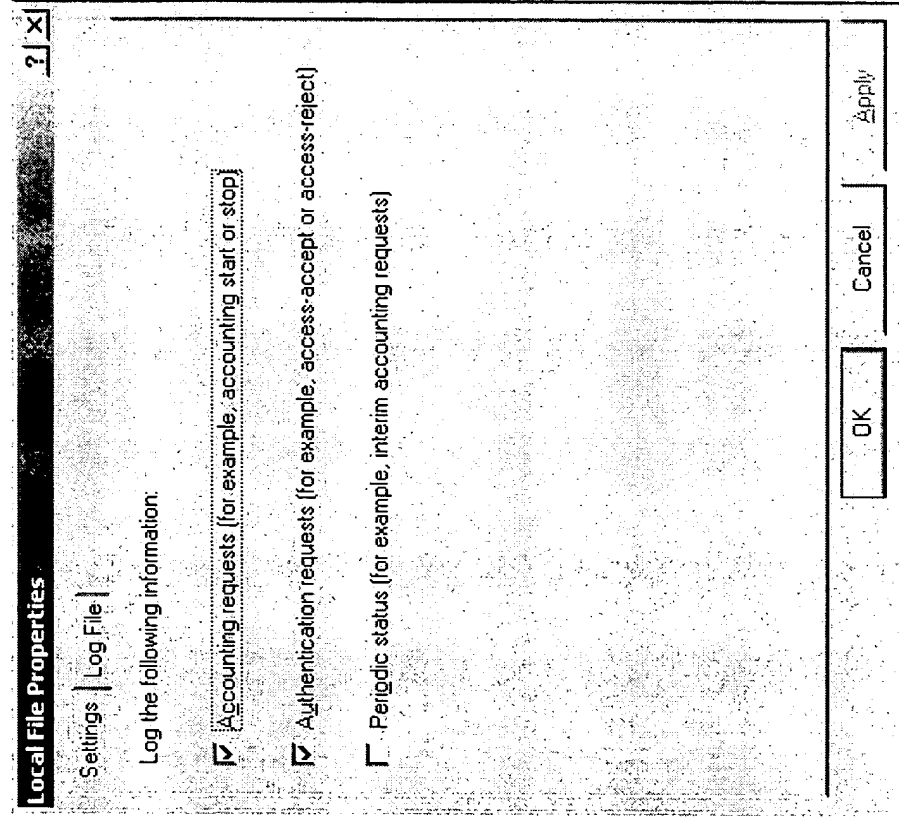 Local File Properties
Settings Log File
Log the following information:
Accounting requests (for example, accounting start or stop)
Authentication requests (for example, access-accept or access-reject)
Periodic status (for example, interim accounting requests)
OK Cancel Apply